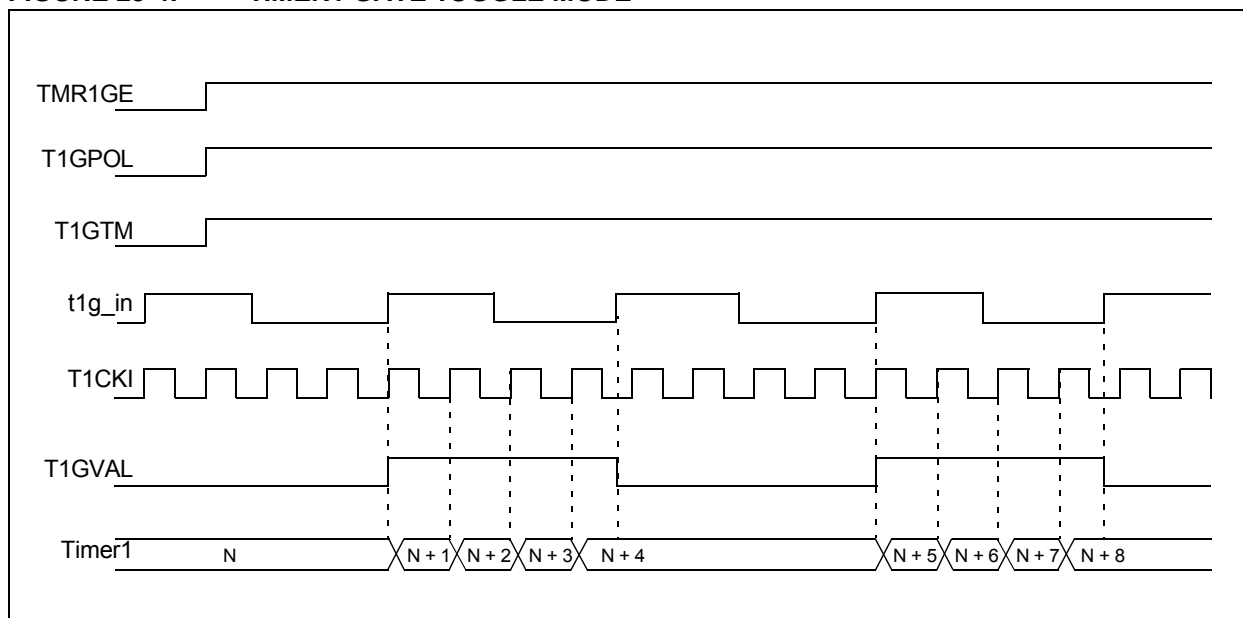 TMR1GE
T1GPOL
T1GTM
t1g_in
T1CKI
T1GVAL
Timer1 N N + 1 N + 2 N + 3 N + 4 N + 5 N + 6 N + 7 N + 8